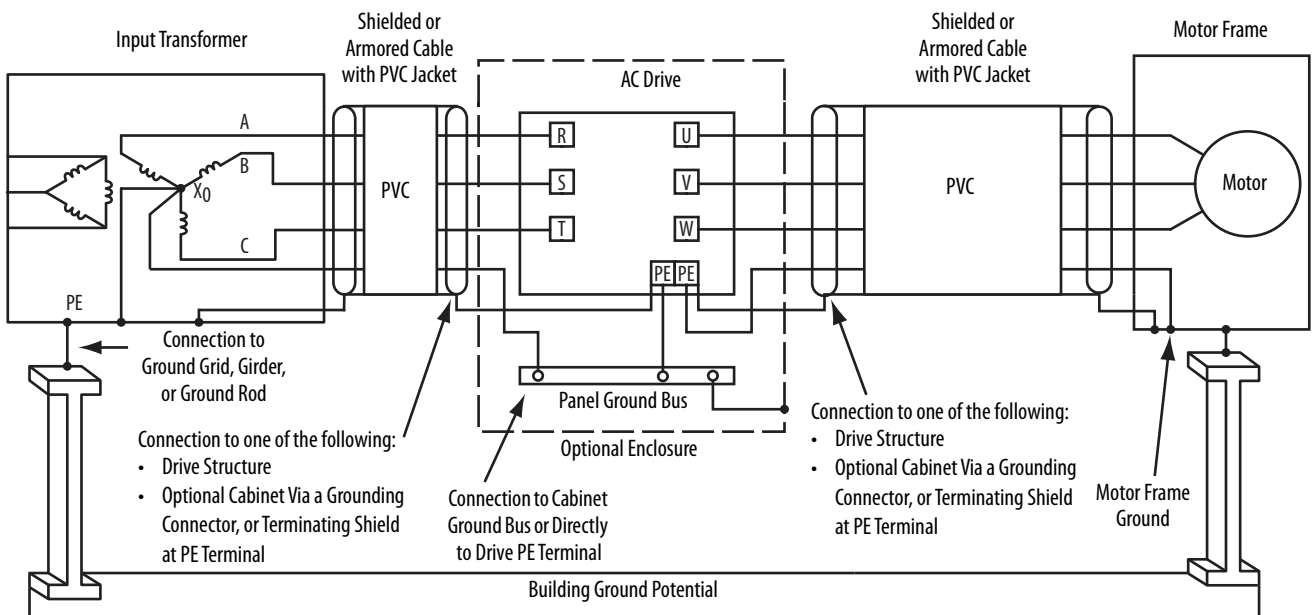 Input Transformer
Shielded or
Armored Cable
with PVC Jacket
AC Drive
Shielded or
Armored Cable
with PVC Jacket
Motor Frame
A
B
X0
C
PE
PVC
R
S
T
U
V
W
PE PE
PVC
Motor
Connection to
Ground Grid, Girder,
or Ground Rod
Panel Ground Bus
Optional Enclosure
Connection to one of the following:
• Drive Structure
• Optional Cabinet Via a Grounding
Connector, or Terminating Shield
at PE Terminal
Connection to Cabinet
Ground Bus or Directly
to Drive PE Terminal
Connection to one of the following:
• Drive Structure
• Optional Cabinet Via a Grounding
Connector, or Terminating Shield
at PE Terminal
Motor Frame
Ground
Building Ground Potential